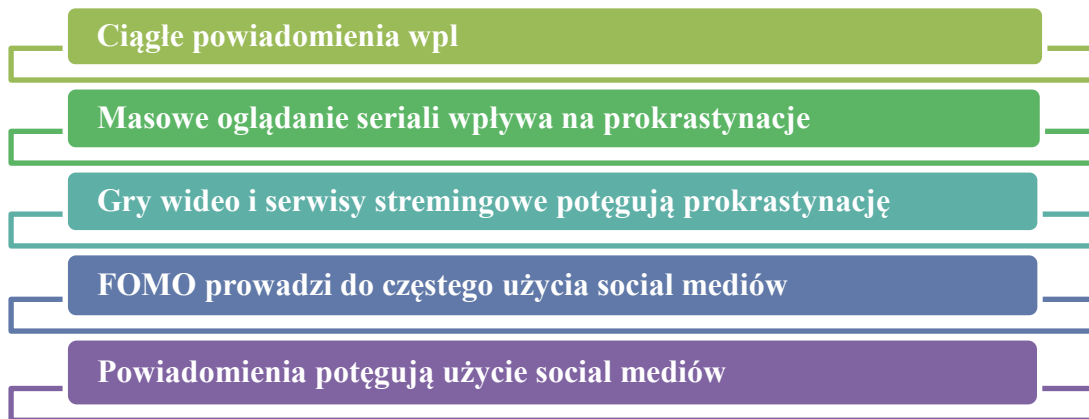 Ciągłe powiadomienia wpl
Masowe oglądanie seriali wpływa na prokrastynacje
Gry wideo i serwisy stremingowe potęgują prokrastynację
FOMO prowadzi do częstego użycia social mediów
Powiadomienia potęgują użycie social mediów